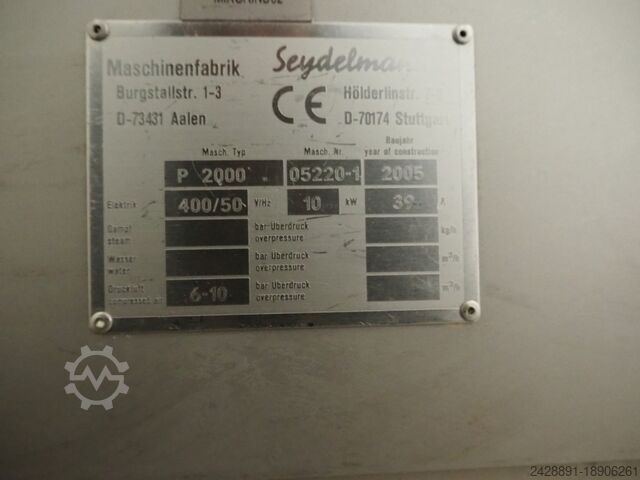 Maschinenfabrik Seydelman
Burgstallstr. 1-3 CE Hölderlinstr.
D-73431 Aalen D-70174 Stuttgar
Baujahr
Masch. Typ Masch. Nr. year of construction
P 2000 05220-1 2005
Elektrik 400/50 V/Hz 10 kW 39 A
Dampf bar Überdruck
steam overpressure kg/h
Wasser bar Überdruck
water overpressure m³/h
Druckluft bar Überdruck
compressed air 6-10 overpressure m³/h
2428891-18906261